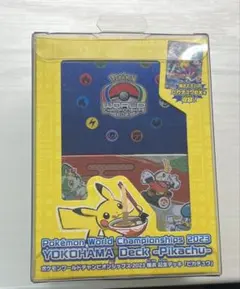 Pokémon
WORLD
CHAMPIONSHIPS
Pokémon World Championships 2023
YOKOHAMA Deck -Pikachu-
ポケモンワールドチャンピオンシップス2023 横浜 記念デッキ「ピカチュウ」